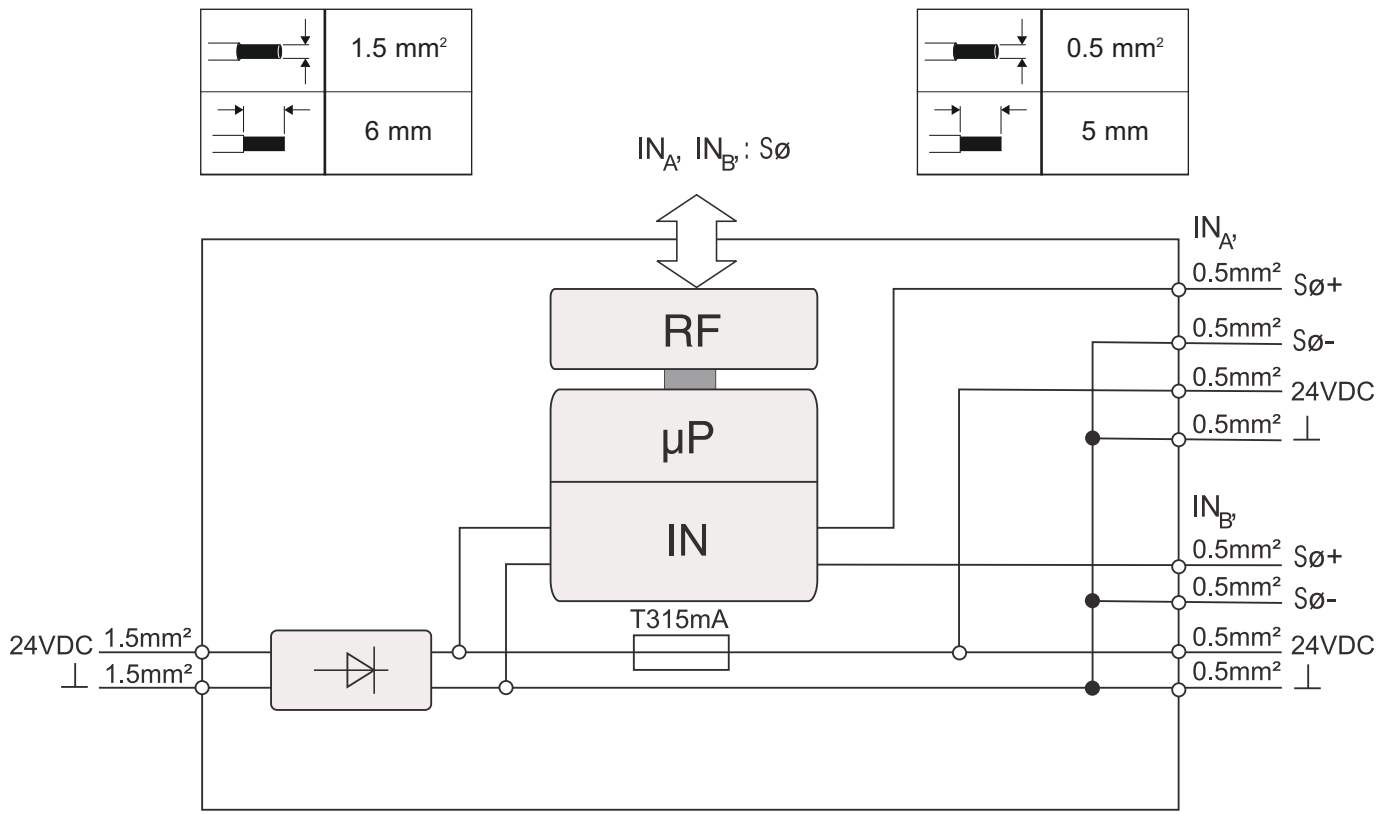 1.5 mm²
6 mm
0.5 mm²
5 mm
IN_A, IN_B, : Sø
RF
µP
IN
T315mA
24VDC 1.5mm²
⊥ 1.5mm²
IN_A,
0.5mm² Sø+
0.5mm² Sø-
0.5mm² 24VDC
0.5mm² ⊥
IN_B,
0.5mm² Sø+
0.5mm² Sø-
0.5mm² 24VDC
0.5mm² ⊥